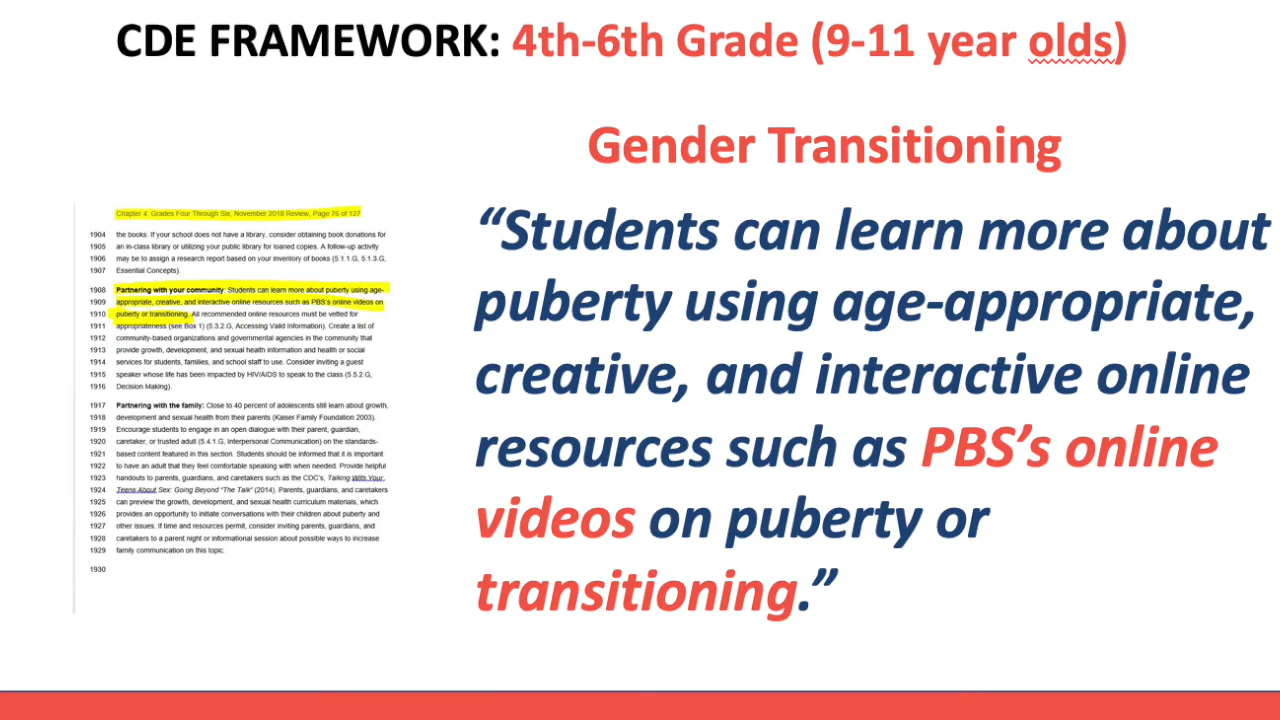 CDE FRAMEWORK: 4th-6th Grade (9-11 year olds)
Gender Transitioning
Chapter 4: Grades Four Through Six, November 2018 Review, Page 76 of 127
1904 the books. If your school does not have a library, consider obtaining book donations for
1905 an in-class library or utilizing your public library for loaned copies. A follow-up activity
1906 may be to assign a research report based on your inventory of books (5.1.1.G, 5.1.3.G,
1907 Essential Concepts).
1908 Partnering with your community: Students can learn more about puberty using age-
1909 appropriate, creative, and interactive online resources such as PBS's online videos on
1910 puberty or transitioning. All recommended online resources must be vetted for
1911 appropriateness (see Box 1) (5.3.2.G, Accessing Valid Information). Create a list of
1912 community-based organizations and governmental agencies in the community that
1913 provide growth, development, and sexual health information and health or social
1914 services for students, families, and school staff to use. Consider inviting a guest
1915 speaker whose life has been impacted by HIV/AIDS to speak to the class (5.5.2.G,
1916 Decision Making).
1917 Partnering with the family: Close to 40 percent of adolescents still learn about growth,
1918 development and sexual health from their parents (Kaiser Family Foundation 2003).
1919 Encourage students to engage in an open dialogue with their parent, guardian,
1920 caretaker, or trusted adult (5.4.1.G, Interpersonal Communication) on the standards-
1921 based content featured in this section. Students should be informed that it is important
1922 to have an adult that they feel comfortable speaking with when needed. Provide helpful
1923 handouts to parents, guardians, and caretakers such as the CDC's, Talking With Your
1924 Teens About Sex: Going Beyond "The Talk" (2014). Parents, guardians, and caretakers
1925 can preview the growth, development, and sexual health curriculum materials, which
1926 provides an opportunity to initiate conversations with their children about puberty and
1927 other issues. If time and resources permit, consider inviting parents, guardians, and
1928 caretakers to a parent night or informational session about possible ways to increase
1929 family communication on this topic.
1930
“Students can learn more about
puberty using age-appropriate,
creative, and interactive online
resources such as PBS’s online
videos on puberty or
transitioning.”